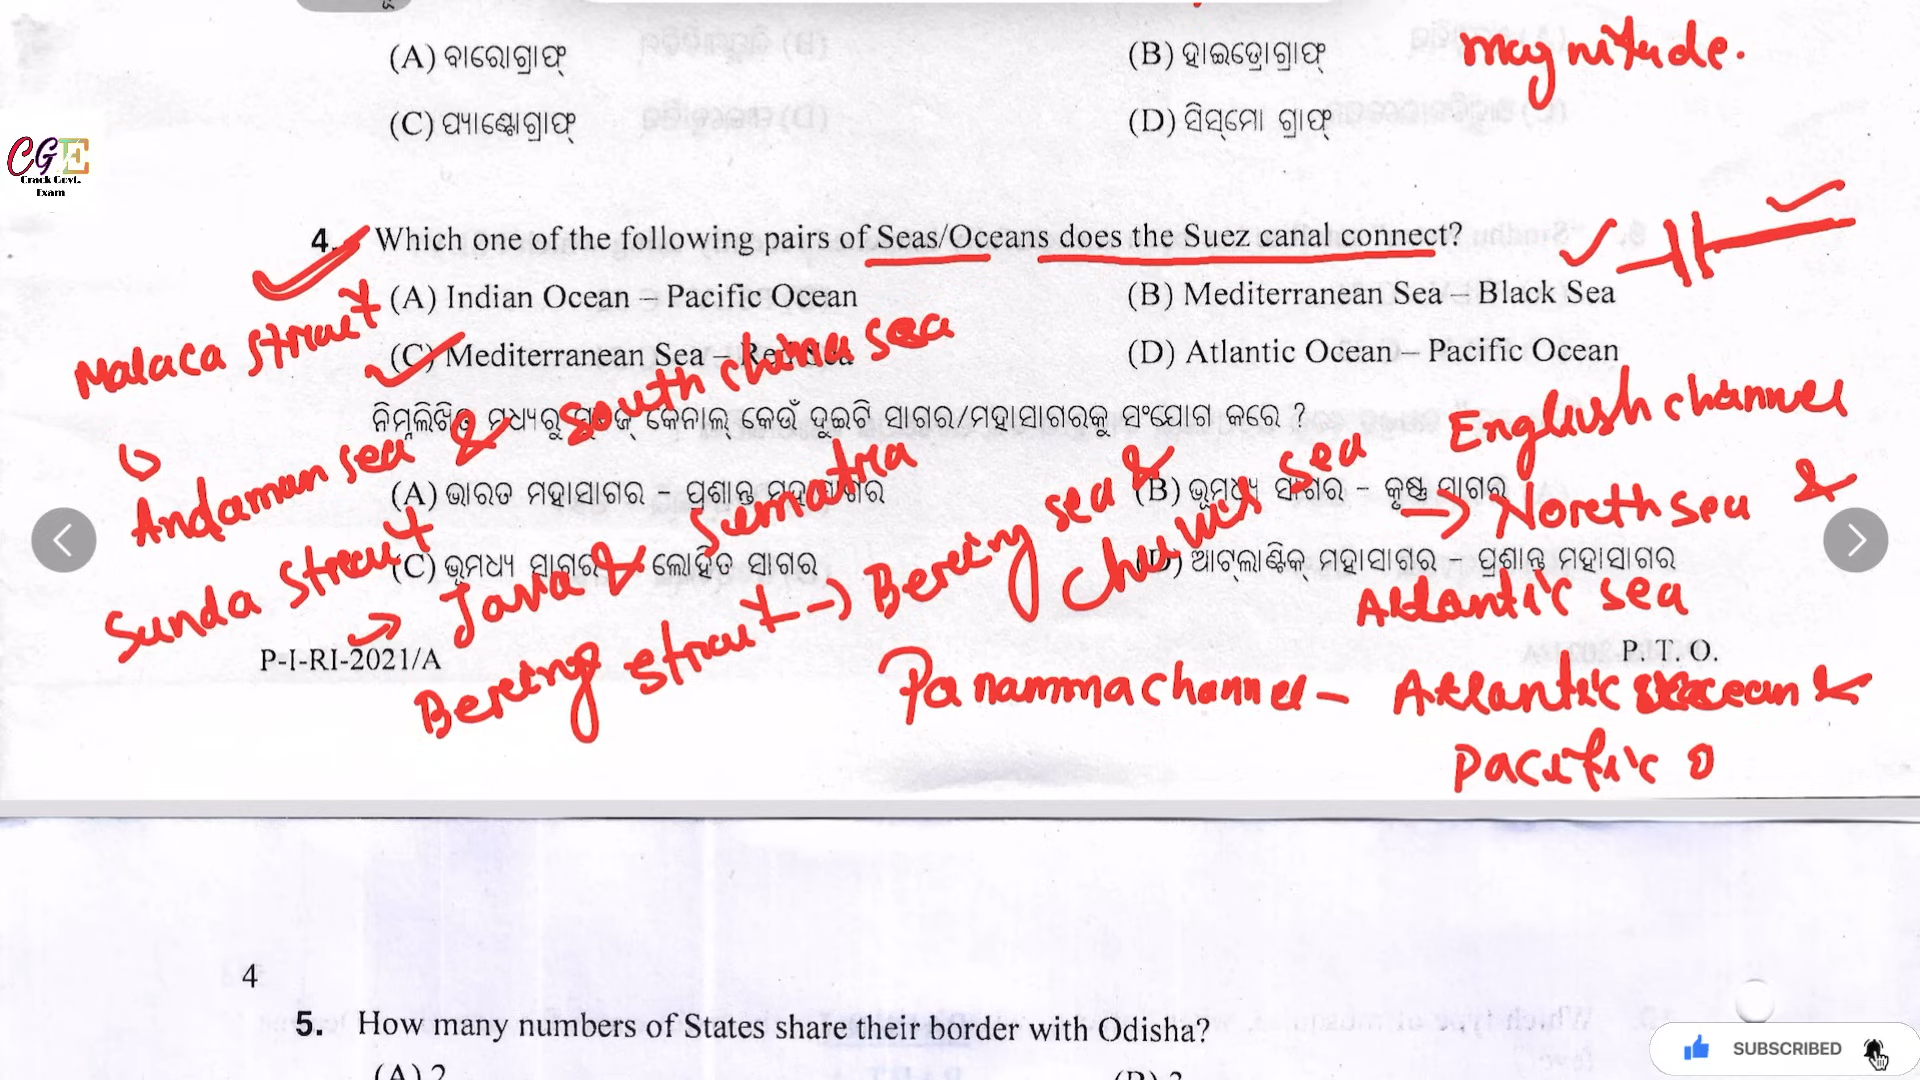 (A) ବାରୋଗ୍ରାଫ୍
(B) ହାଇଡ୍ରୋଗ୍ରାଫ୍
magnitude.
(C) ପ୍ୟାଣ୍ଟୋଗ୍ରାଫ୍
(D) ସିସ୍‌ମୋ ଗ୍ରାଫ୍
CGE
Crack Govt.
Exam
4. Which one of the following pairs of Seas/Oceans does the Suez canal connect?
(A) Indian Ocean – Pacific Ocean
(B) Mediterranean Sea – Black Sea
Malaca strait
(C) Mediterranean Sea – Red Sea
(D) Atlantic Ocean – Pacific Ocean
ନିମ୍ନଲିଖିତ ମଧ୍ୟରୁ ସୁଏଜ୍ କେନାଲ୍ କେଉଁ ଦୁଇଟି ସାଗର/ମହାସାଗରକୁ ସଂଯୋଗ କରେ ?
Andaman sea & South china sea
English channel
(A) ଭାରତ ମହାସାଗର – ପ୍ରଶାନ୍ତ ମହାସାଗର
(B) ଭୂମଧ୍ୟ ସାଗର – କୃଷ୍ଣ ସାଗର
→ North sea &
Atlantic sea
(C) ଭୂମଧ୍ୟ ସାଗର – ଲୋହିତ ସାଗର
(D) ଆଟ୍‌ଲାଣ୍ଟିକ୍ ମହାସାଗର – ପ୍ରଶାନ୍ତ ମହାସାଗର
Sunda strait
→ Java & Sumatra
Bereing strait → Bereing sea &
sea
P-I-RI-2021/A
P. T. O.
Panamma channel – Atlantic ocean &
pacific o
4
5. How many numbers of States share their border with Odisha?
(A) 2
(B) 3
SUBSCRIBED